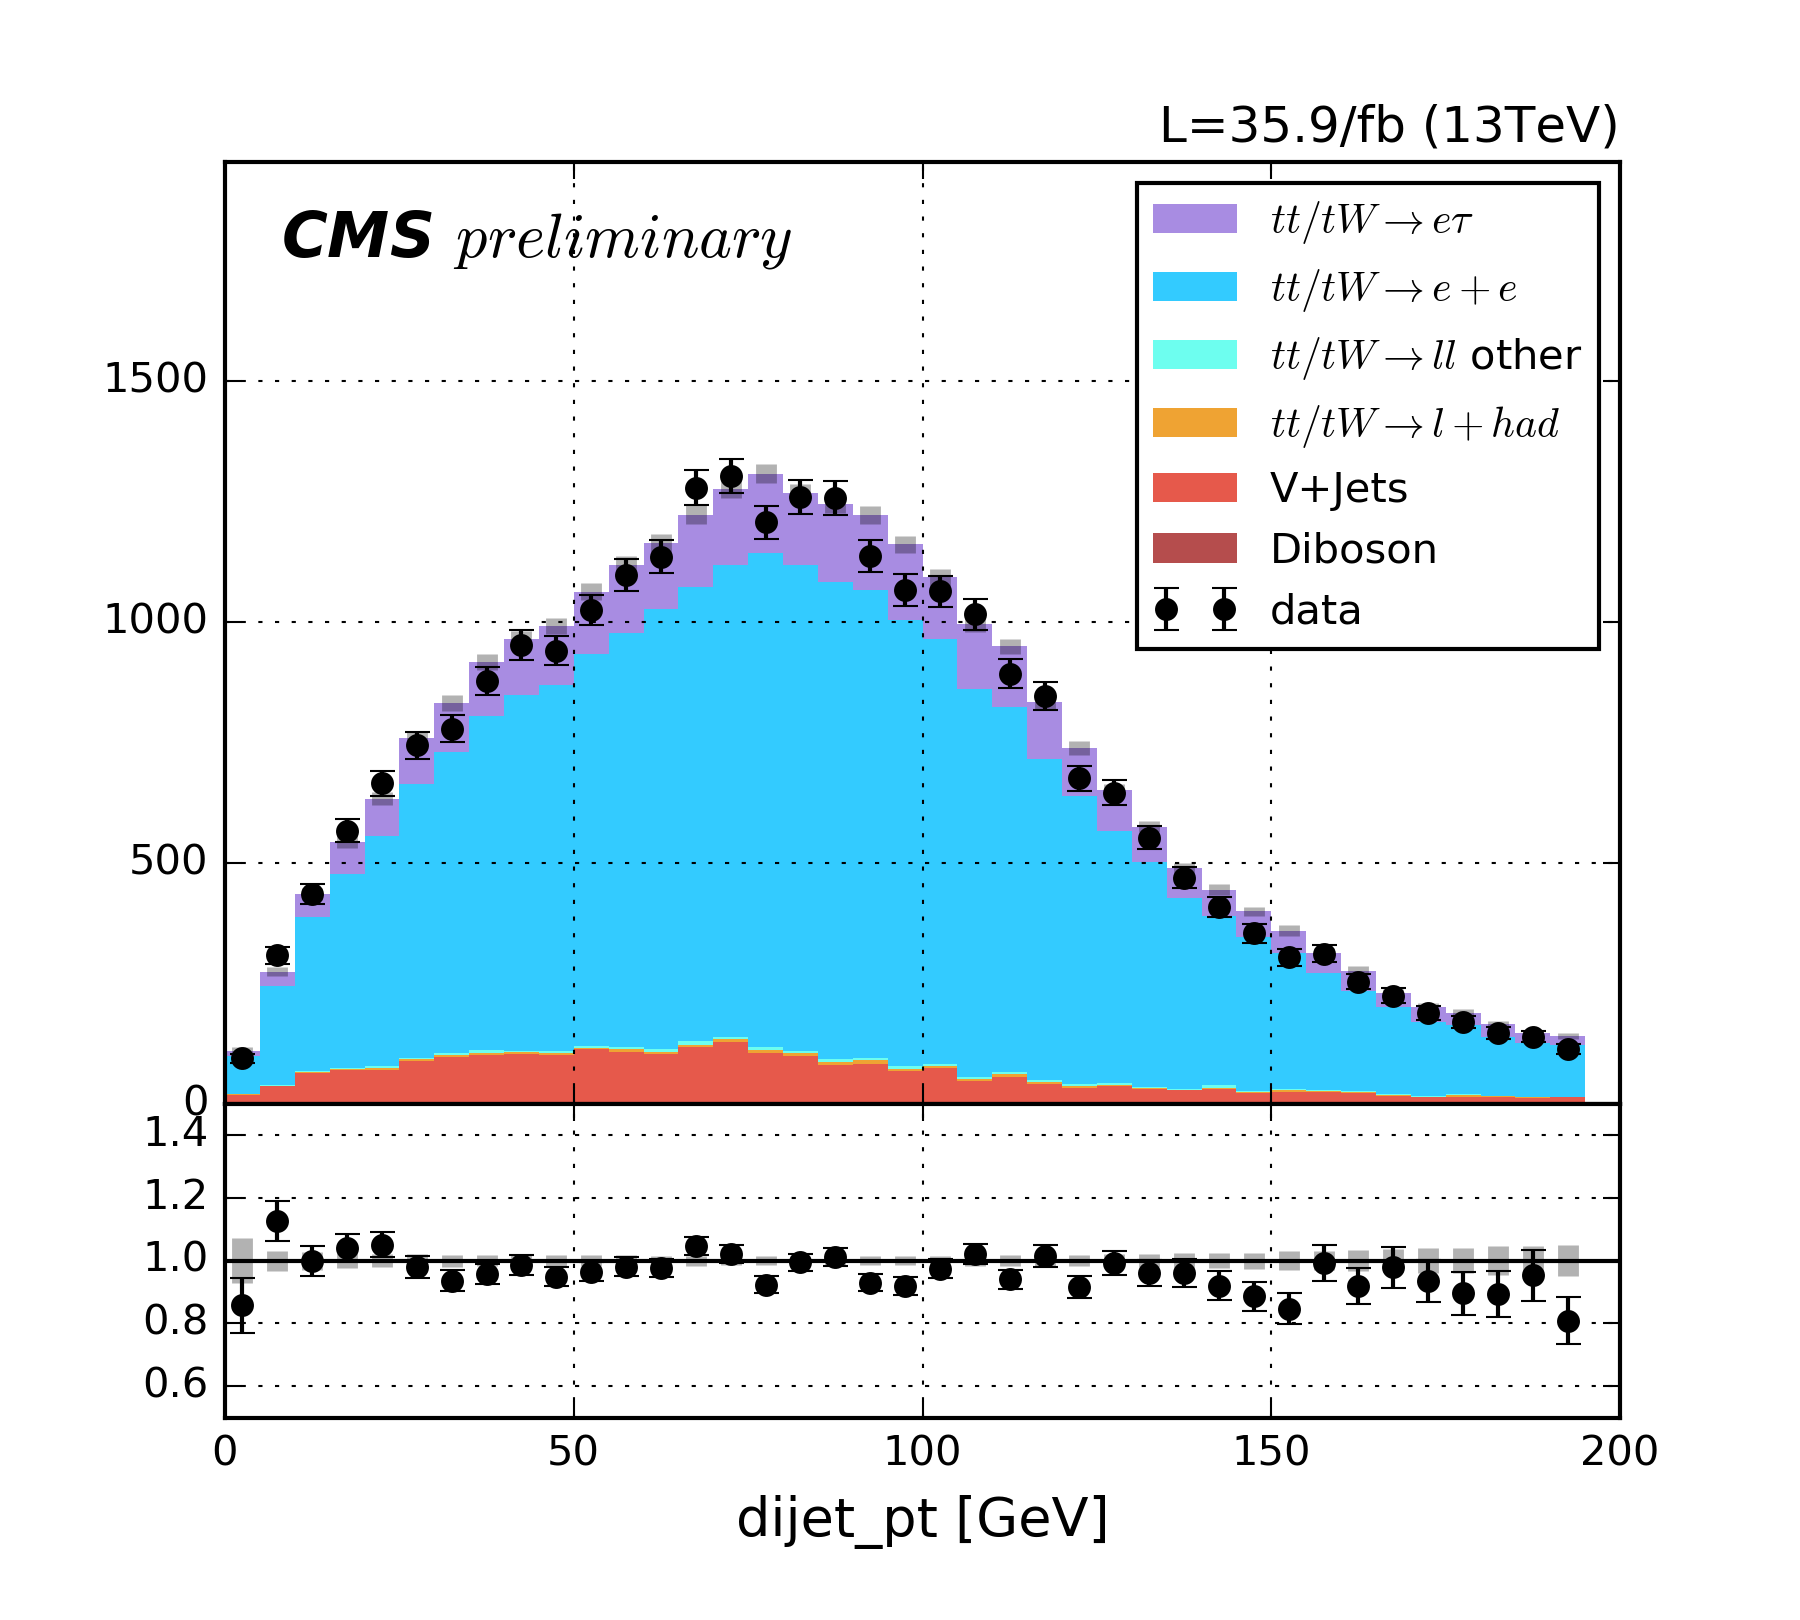 L=35.9/fb (13TeV)
CMS preliminary
tt/tW→eτ
tt/tW→e+e
tt/tW→ll other
tt/tW→l+had
V+Jets
Diboson
data
1500
1000
500
0
1.4
1.2
1.0
0.8
0.6
0 50 100 150 200
dijet_pt [GeV]